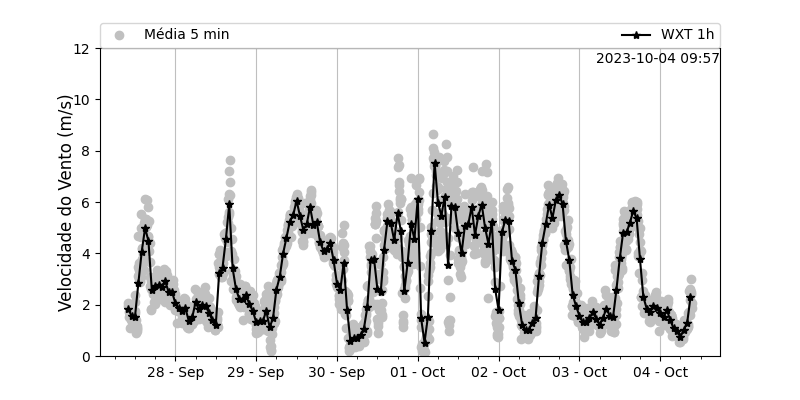 Média 5 min
WXT 1h
2023-10-04 09:57
Velocidade do Vento (m/s)
12
10
8
6
4
2
0
28 - Sep
29 - Sep
30 - Sep
01 - Oct
02 - Oct
03 - Oct
04 - Oct